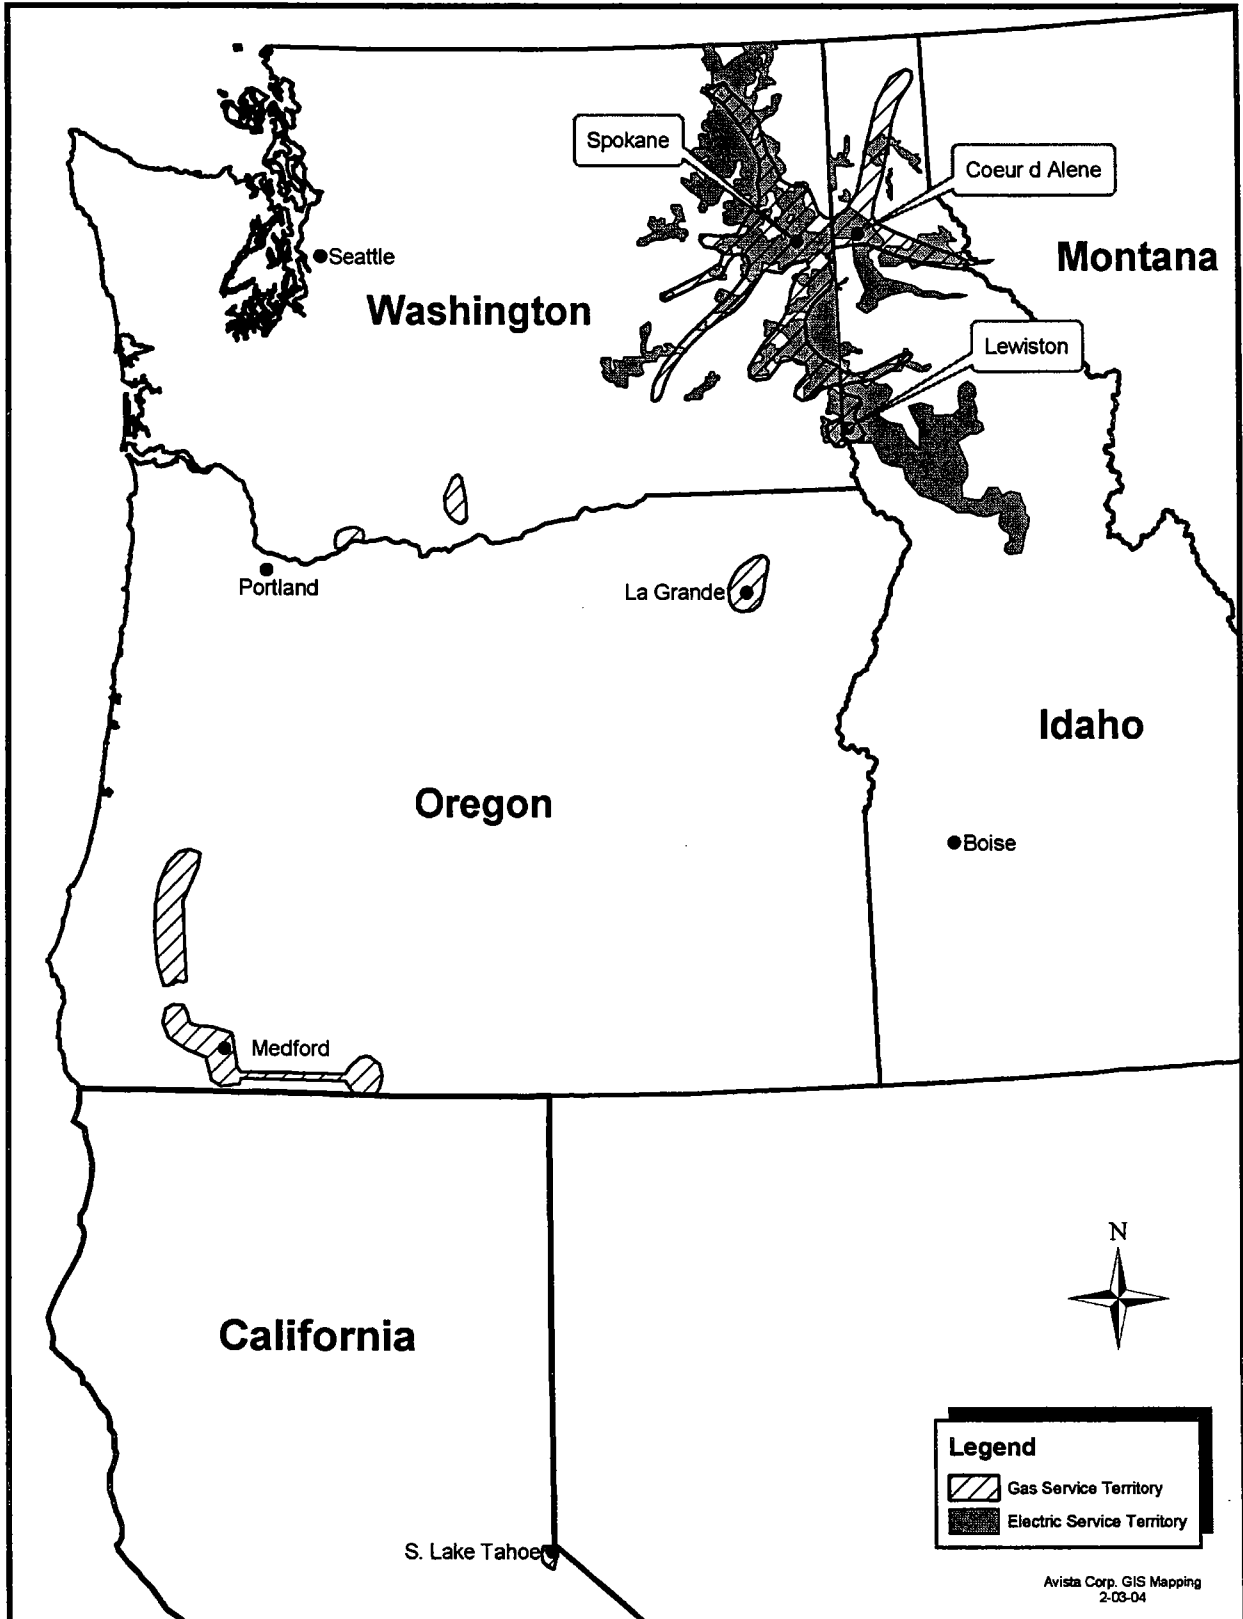 Spokane
Coeur d Alene
Seattle
Montana
Washington
Lewiston
Portland
La Grande
Idaho
Oregon
Boise
Medford
N
California
Legend
Gas Service Territory
Electric Service Territory
S. Lake Tahoe
Avista Corp. GIS Mapping
2-03-04